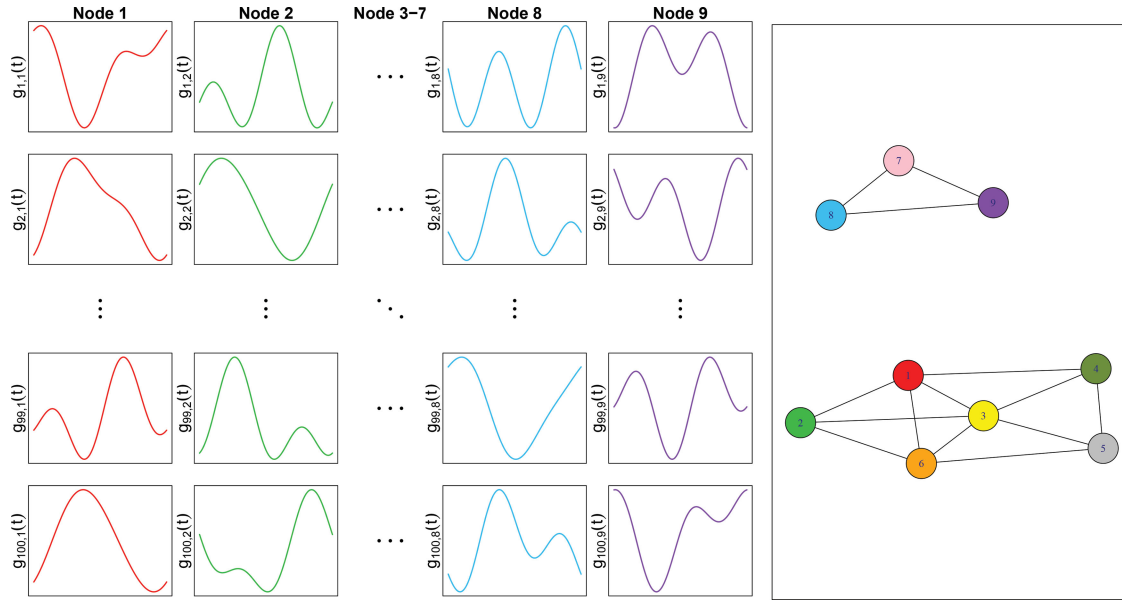 Node 1 Node 2 Node 3−7 Node 8 Node 9
g1,1(t) g1,2(t) ... g1,8(t) g1,9(t)
g2,1(t) g2,2(t) ... g22,8(t) g22,9(t)
g99,1(t) g99,2(t) ... g99,8(t) g99,9(t)
g100,1(t) g100,2(t) ... g100,8(t) g100,9(t)
7
8
9
1
4
2
3
6
5